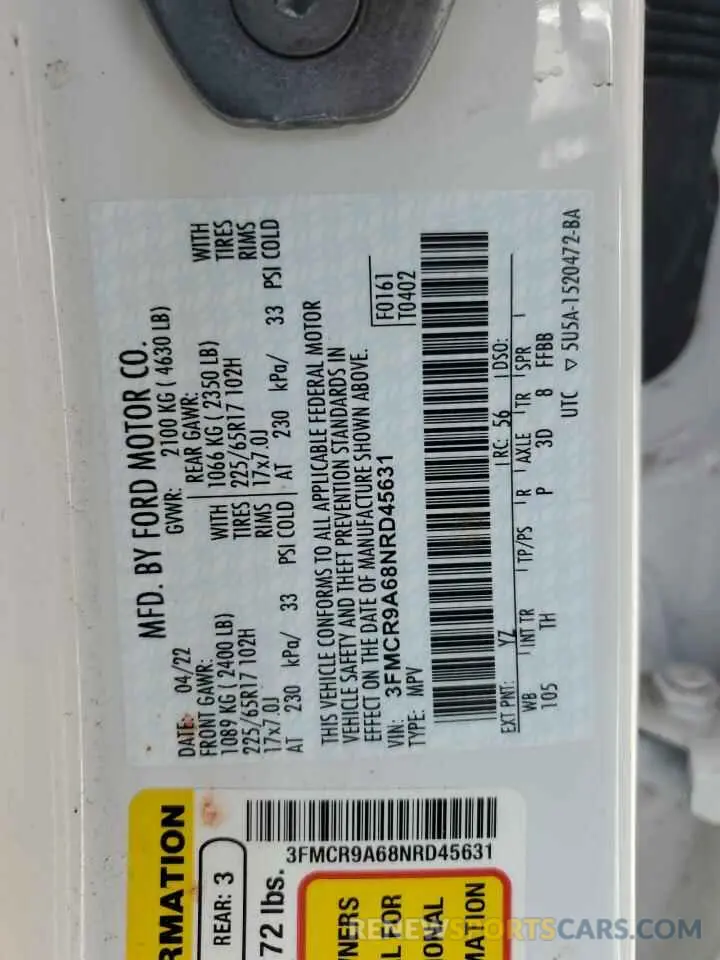 MFD. BY FORD MOTOR CO.
DATE: 04/22
GVWR: 2100 KG ( 4630 LB)
FRONT GAWR:
1089 KG ( 2400 LB)
WITH
225/65R17 102H
TIRES
17x7.0J
RIMS
AT 230 kPa/ 33 PSI COLD
REAR GAWR:
1066 KG ( 2350 LB)
WITH
225/65R17 102H
TIRES
17x7.0J
RIMS
AT 230 kPa/ 33 PSI COLD
THIS VEHICLE CONFORMS TO ALL APPLICABLE FEDERAL MOTOR
VEHICLE SAFETY AND THEFT PREVENTION STANDARDS IN
EFFECT ON THE DATE OF MANUFACTURE SHOWN ABOVE.
VIN: 3FMCR9A68NRD45631
TYPE: MPV
F0161
T0402
EXT PNT: YZ RC: 56 DSO:
WB INT TR TP/PS R AXLE TR SPR
105 TH P 3D 8 FFBB
UTC ▽ 5U5A-1520472-BA
RMATION
REAR: 3
72 lbs.
3FMCR9A68NRD45631
WNERS
L FOR
IONAL
MATION
RENEWSPORTSCARS.COM